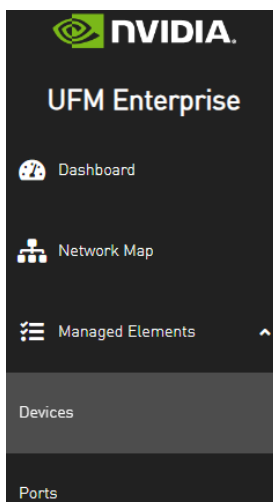 NVIDIA.
UFM Enterprise
Dashboard
Network Map
Managed Elements
Devices
Ports